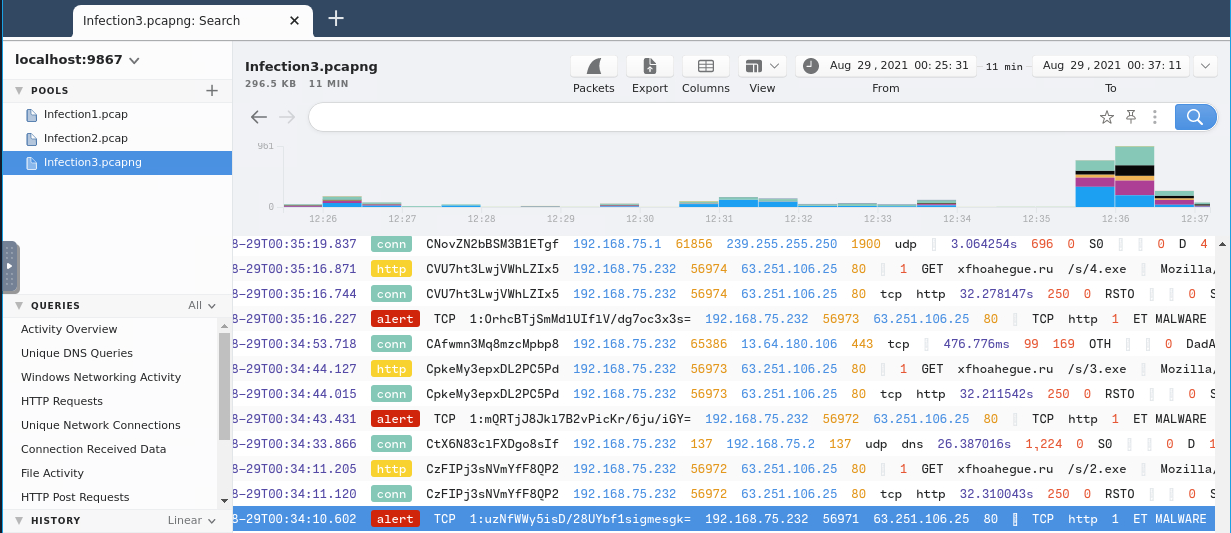 Infection3.pcapng: Search × +
localhost:9867
POOLS +
Infection1.pcap
Infection2.pcap
Infection3.pcapng
QUERIES All
Activity Overview
Unique DNS Queries
Windows Networking Activity
HTTP Requests
Unique Network Connections
Connection Received Data
File Activity
HTTP Post Requests
HISTORY Linear
Infection3.pcapng
296.5 KB 11 MIN
Packets Export Columns View
Aug 29, 2021 00:25:31 11 min Aug 29, 2021 00:37:11
From To
961
0
12:26 12:27 12:28 12:29 12:30 12:31 12:32 12:33 12:34 12:35 12:36 12:37
8-29T00:35:19.837 conn CNovZN2bBSM3B1ETgf 192.168.75.1 61856 239.255.255.250 1900 udp 3.064254s 696 0 S0 0 D 4
8-29T00:35:16.871 http CVU7ht3LwjVWhLZIx5 192.168.75.232 56974 63.251.106.25 80 1 GET xfhoahegue.ru /s/4.exe Mozilla/
8-29T00:35:16.744 conn CVU7ht3LwjVWhLZIx5 192.168.75.232 56974 63.251.106.25 80 tcp http 32.278147s 250 0 RSTO 0 S
8-29T00:35:16.227 alert TCP 1:OrhcBTjSmMdlUIflV/dg7oc3x3s= 192.168.75.232 56973 63.251.106.25 80 TCP http 1 ET MALWARE
8-29T00:34:53.718 conn CAfwmn3Mq8mzcMpbp8 192.168.75.232 65386 13.64.180.106 443 tcp 476.776ms 99 169 OTH 0 DadA
8-29T00:34:44.127 http CpkeMy3epxDL2PC5Pd 192.168.75.232 56973 63.251.106.25 80 1 GET xfhoahegue.ru /s/3.exe Mozilla/
8-29T00:34:44.015 conn CpkeMy3epxDL2PC5Pd 192.168.75.232 56973 63.251.106.25 80 tcp http 32.211542s 250 0 RSTO 0 S
8-29T00:34:43.431 alert TCP 1:mQRTjJ8Jkl7B2vPicKr/6ju/iGY= 192.168.75.232 56972 63.251.106.25 80 TCP http 1 ET MALWARE
8-29T00:34:33.866 conn CtX6N83clFXDgo8sIf 192.168.75.232 137 192.168.75.2 137 udp dns 26.387016s 1,224 0 S0 0 D 1
8-29T00:34:11.205 http CzFIPj3sNVmYfF8QP2 192.168.75.232 56972 63.251.106.25 80 1 GET xfhoahegue.ru /s/2.exe Mozilla/
8-29T00:34:11.120 conn CzFIPj3sNVmYfF8QP2 192.168.75.232 56972 63.251.106.25 80 tcp http 32.310043s 250 0 RSTO 0 S
8-29T00:34:10.602 alert TCP 1:uzNfWWy5isD/28UYbf1sigmesgk= 192.168.75.232 56971 63.251.106.25 80 TCP http 1 ET MALWARE